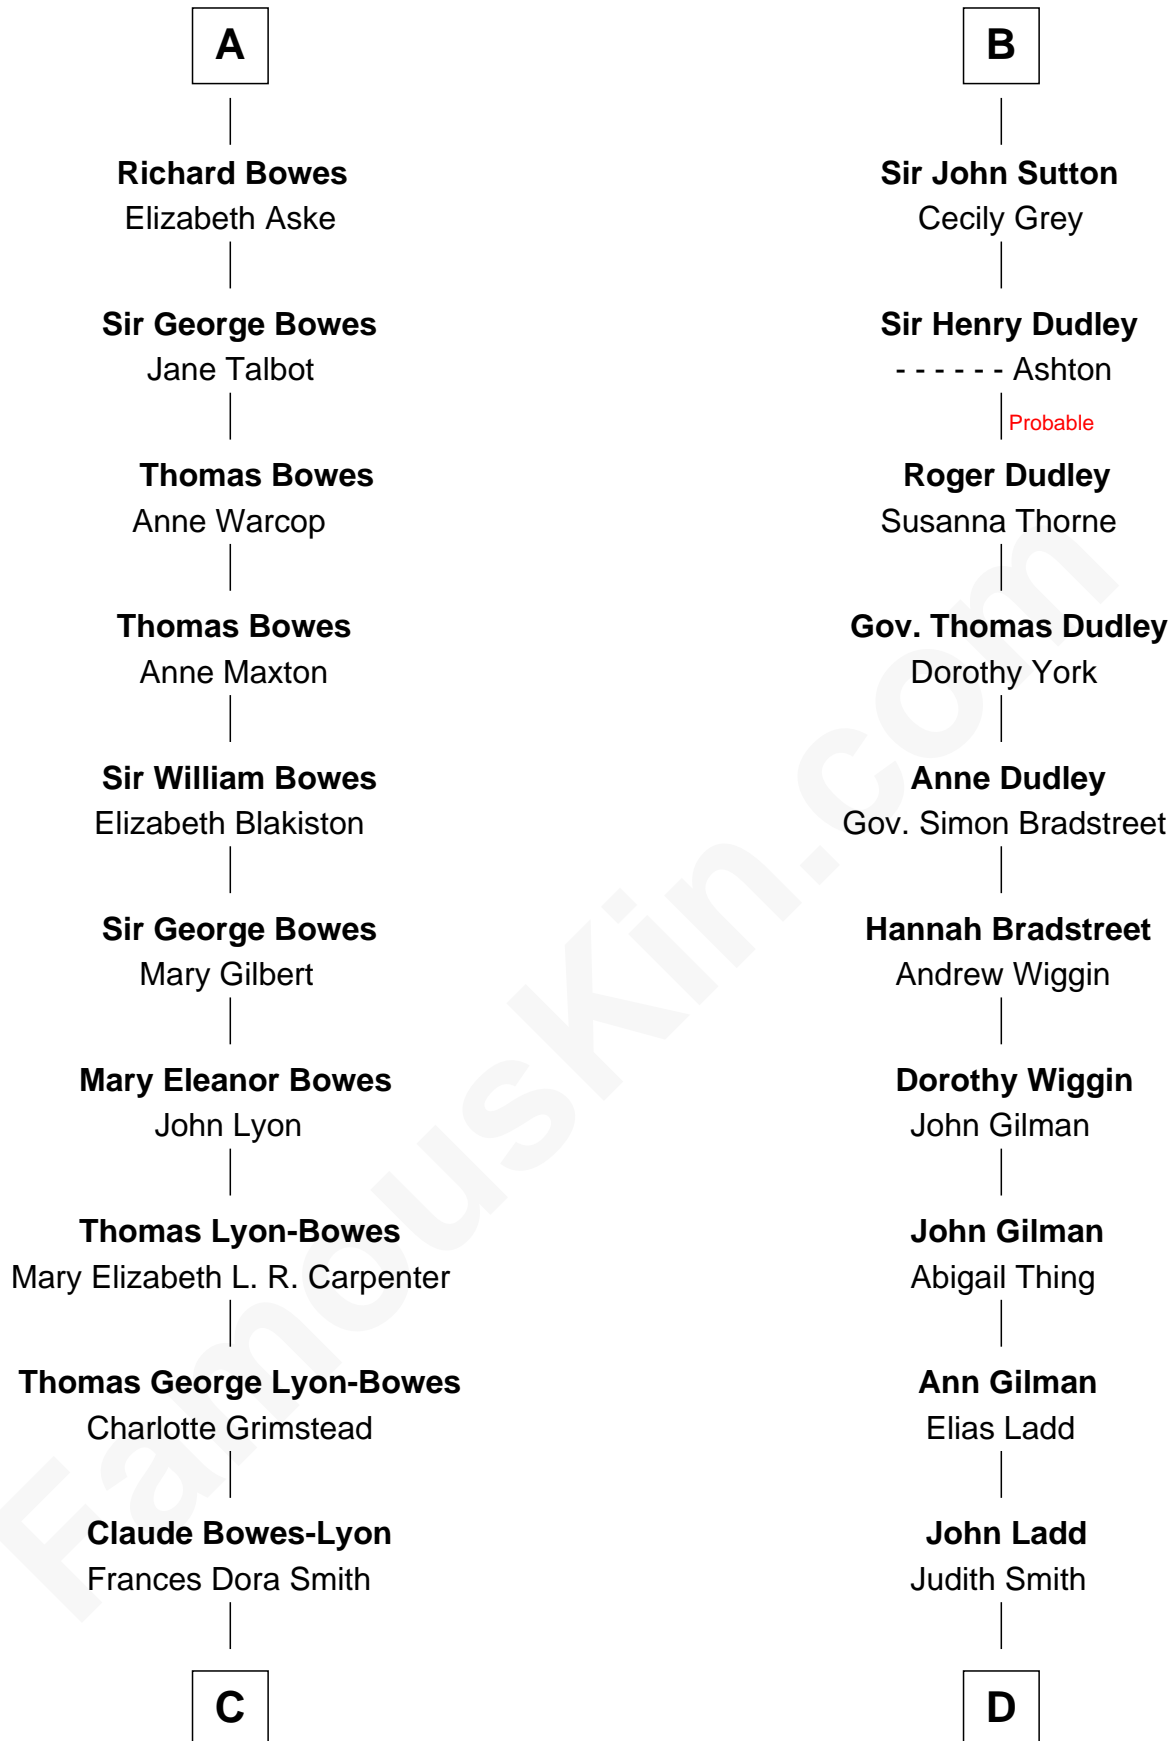 A
Richard Bowes
Elizabeth Aske
Sir George Bowes
Jane Talbot
Thomas Bowes
Anne Warcop
Thomas Bowes
Anne Maxton
Sir William Bowes
Elizabeth Blakiston
Sir George Bowes
Mary Gilbert
Mary Eleanor Bowes
John Lyon
Thomas Lyon-Bowes
Mary Elizabeth L. R. Carpenter
Thomas George Lyon-Bowes
Charlotte Grimstead
Claude Bowes-Lyon
Frances Dora Smith
C
B
Sir John Sutton
Cecily Grey
Sir Henry Dudley
- - - - - - Ashton
Probable
Roger Dudley
Susanna Thorne
Gov. Thomas Dudley
Dorothy York
Anne Dudley
Gov. Simon Bradstreet
Hannah Bradstreet
Andrew Wiggin
Dorothy Wiggin
John Gilman
John Gilman
Abigail Thing
Ann Gilman
Elias Ladd
John Ladd
Judith Smith
D
FamousKin.com